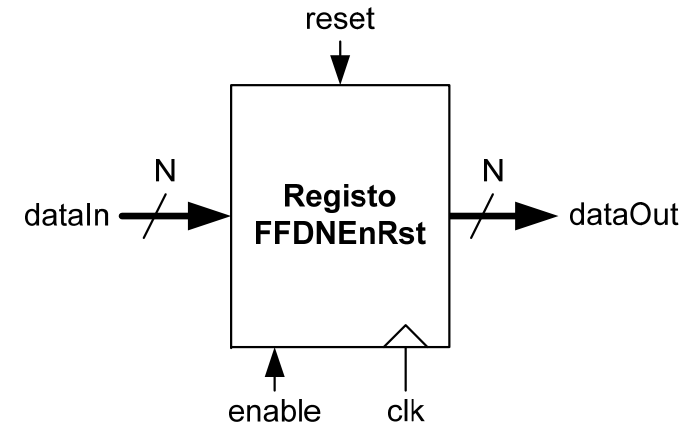 reset
N
N
dataIn
Registo
FFDNEnRst
dataOut
enable
clk